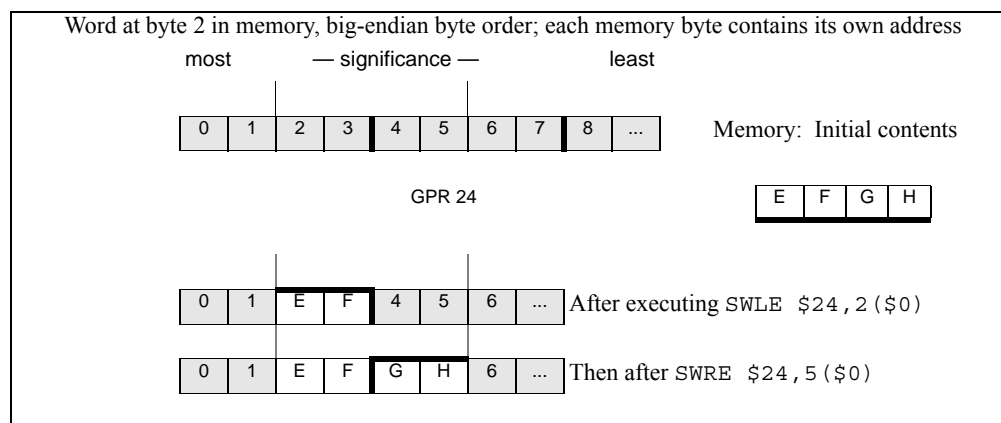 Word at byte 2 in memory, big-endian byte order; each memory byte contains its own address
most — significance — least
0 1 2 3 4 5 6 7 8 ... Memory: Initial contents
GPR 24 E F G H
0 1 E F 4 5 6 ... After executing SWLE $24,2($0)
0 1 E F G H 6 ... Then after SWRE $24,5($0)